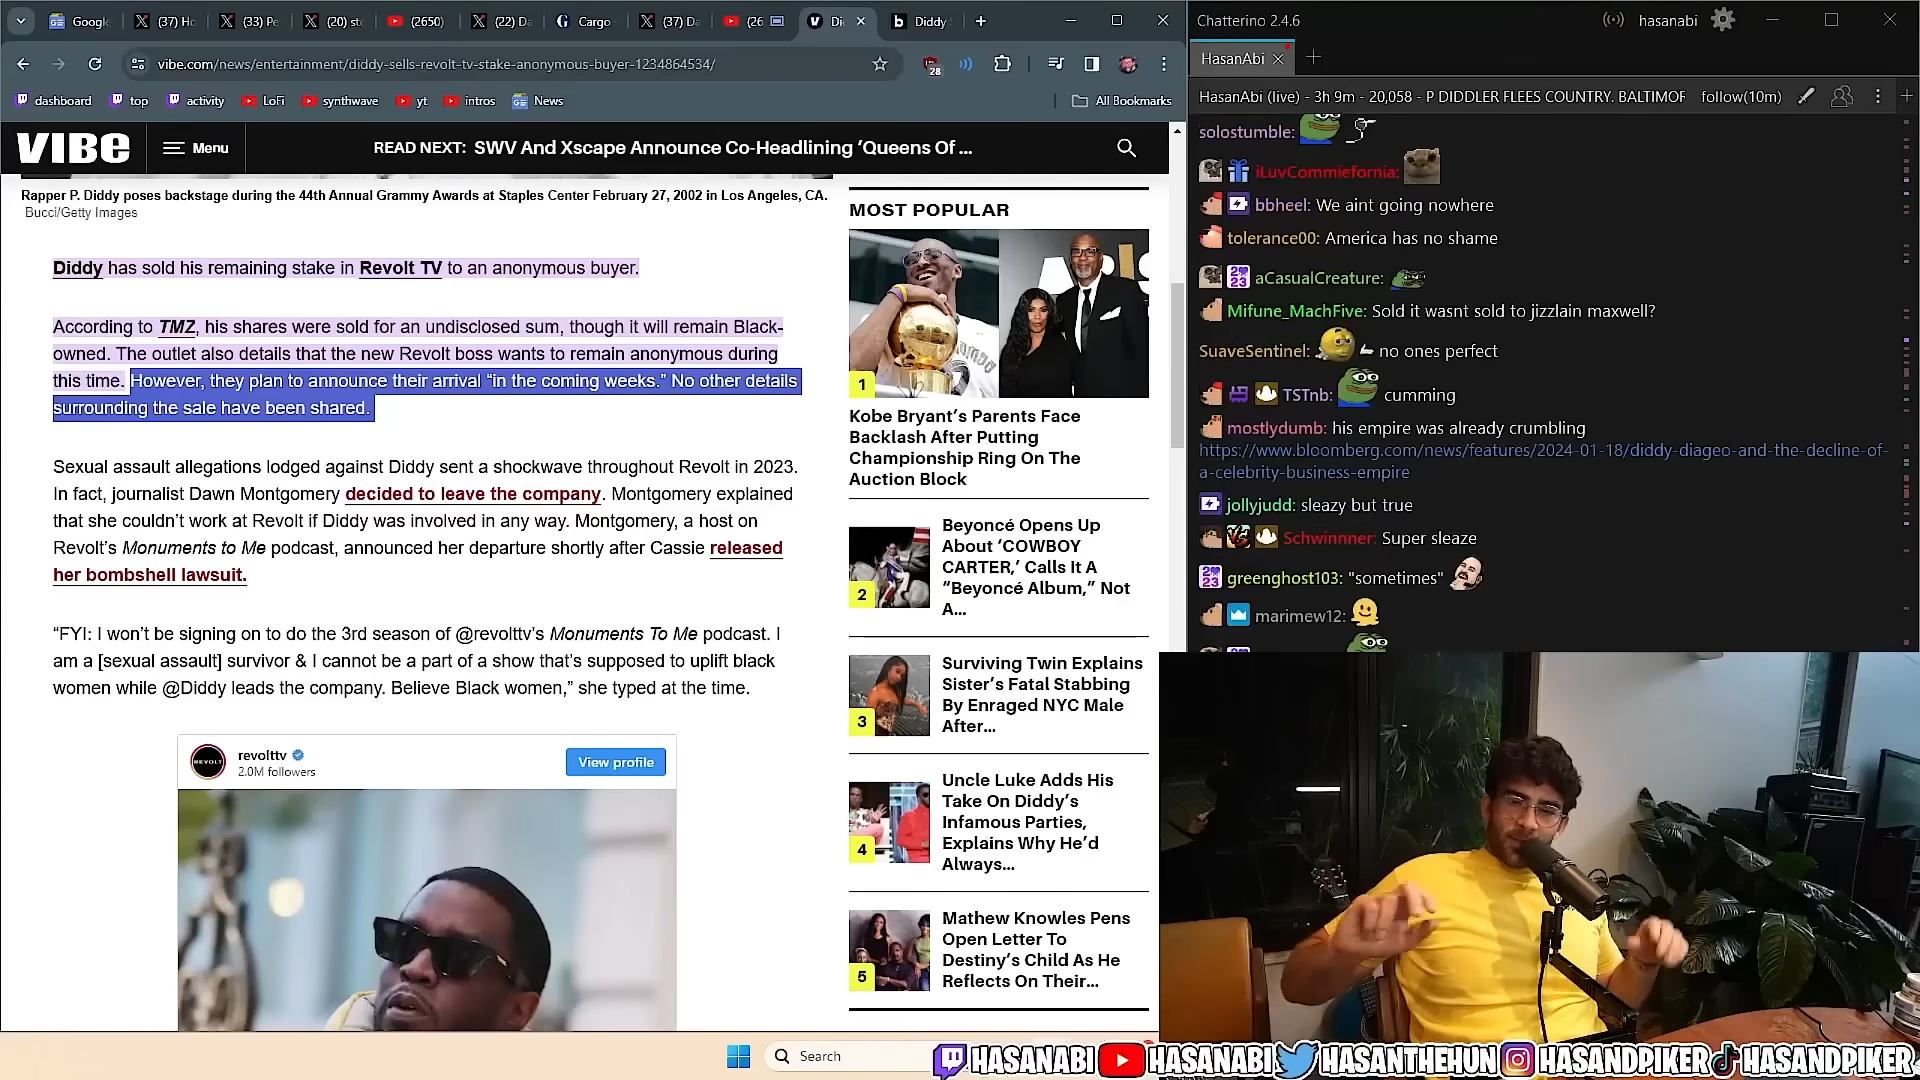 Google
(37) Ho
(33) Pe
(20) st
(2650)
(22) Da
Cargo
(37) Da
(26
Di
Diddy
vibe.com/news/entertainment/diddy-sells-revolt-tv-stake-anonymous-buyer-1234864534/
28
dashboard
top
activity
LoFi
synthwave
yt
intros
News
All Bookmarks
VIBE
Menu
READ NEXT: SWV And Xscape Announce Co-Headlining ‘Queens Of ...
Rapper P. Diddy poses backstage during the 44th Annual Grammy Awards at Staples Center February 27, 2002 in Los Angeles, CA.
Bucci/Getty Images
Diddy has sold his remaining stake in Revolt TV to an anonymous buyer.
According to TMZ, his shares were sold for an undisclosed sum, though it will remain Black-
owned. The outlet also details that the new Revolt boss wants to remain anonymous during
this time. However, they plan to announce their arrival “in the coming weeks.” No other details
surrounding the sale have been shared.
Sexual assault allegations lodged against Diddy sent a shockwave throughout Revolt in 2023.
In fact, journalist Dawn Montgomery decided to leave the company. Montgomery explained
that she couldn’t work at Revolt if Diddy was involved in any way. Montgomery, a host on
Revolt’s Monuments to Me podcast, announced her departure shortly after Cassie released
her bombshell lawsuit.
“FYI: I won’t be signing on to do the 3rd season of @revolttv’s Monuments To Me podcast. I
am a [sexual assault] survivor & I cannot be a part of a show that’s supposed to uplift black
women while @Diddy leads the company. Believe Black women,” she typed at the time.
REVOLT
revolttv
2.0M followers
View profile
MOST POPULAR
1
Kobe Bryant’s Parents Face
Backlash After Putting
Championship Ring On The
Auction Block
2
Beyoncé Opens Up
About ‘COWBOY
CARTER,’ Calls It A
“Beyoncé Album,” Not
A...
3
Surviving Twin Explains
Sister’s Fatal Stabbing
By Enraged NYC Male
After...
4
Uncle Luke Adds His
Take On Diddy’s
Infamous Parties,
Explains Why He’d
Always...
5
Mathew Knowles Pens
Open Letter To
Destiny’s Child As He
Reflects On Their...
Search
Chatterino 2.4.6
hasanabi
HasanAbi
HasanAbi (live) - 3h 9m - 20,058 - P DIDDLER FLEES COUNTRY. BALTIMOR
follow(10m)
solostumble:
iLuvCommiefornia:
bbheel: We aint going nowhere
tolerance00: America has no shame
aCasualCreature:
Mifune_MachFive: Sold it wasnt sold to jizzlain maxwell?
SuaveSentinel: no ones perfect
TSTnb: cumming
mostlydumb: his empire was already crumbling
https://www.bloomberg.com/news/features/2024-01-18/diddy-diageo-and-the-decline-of-
a-celebrity-business-empire
jollyjudd: sleazy but true
Schwinnner: Super sleaze
greenghost103: "sometimes"
marimew12:
HASANABI HASANABI HASANTHEHUN HASANDPIKER HASANDPIKER